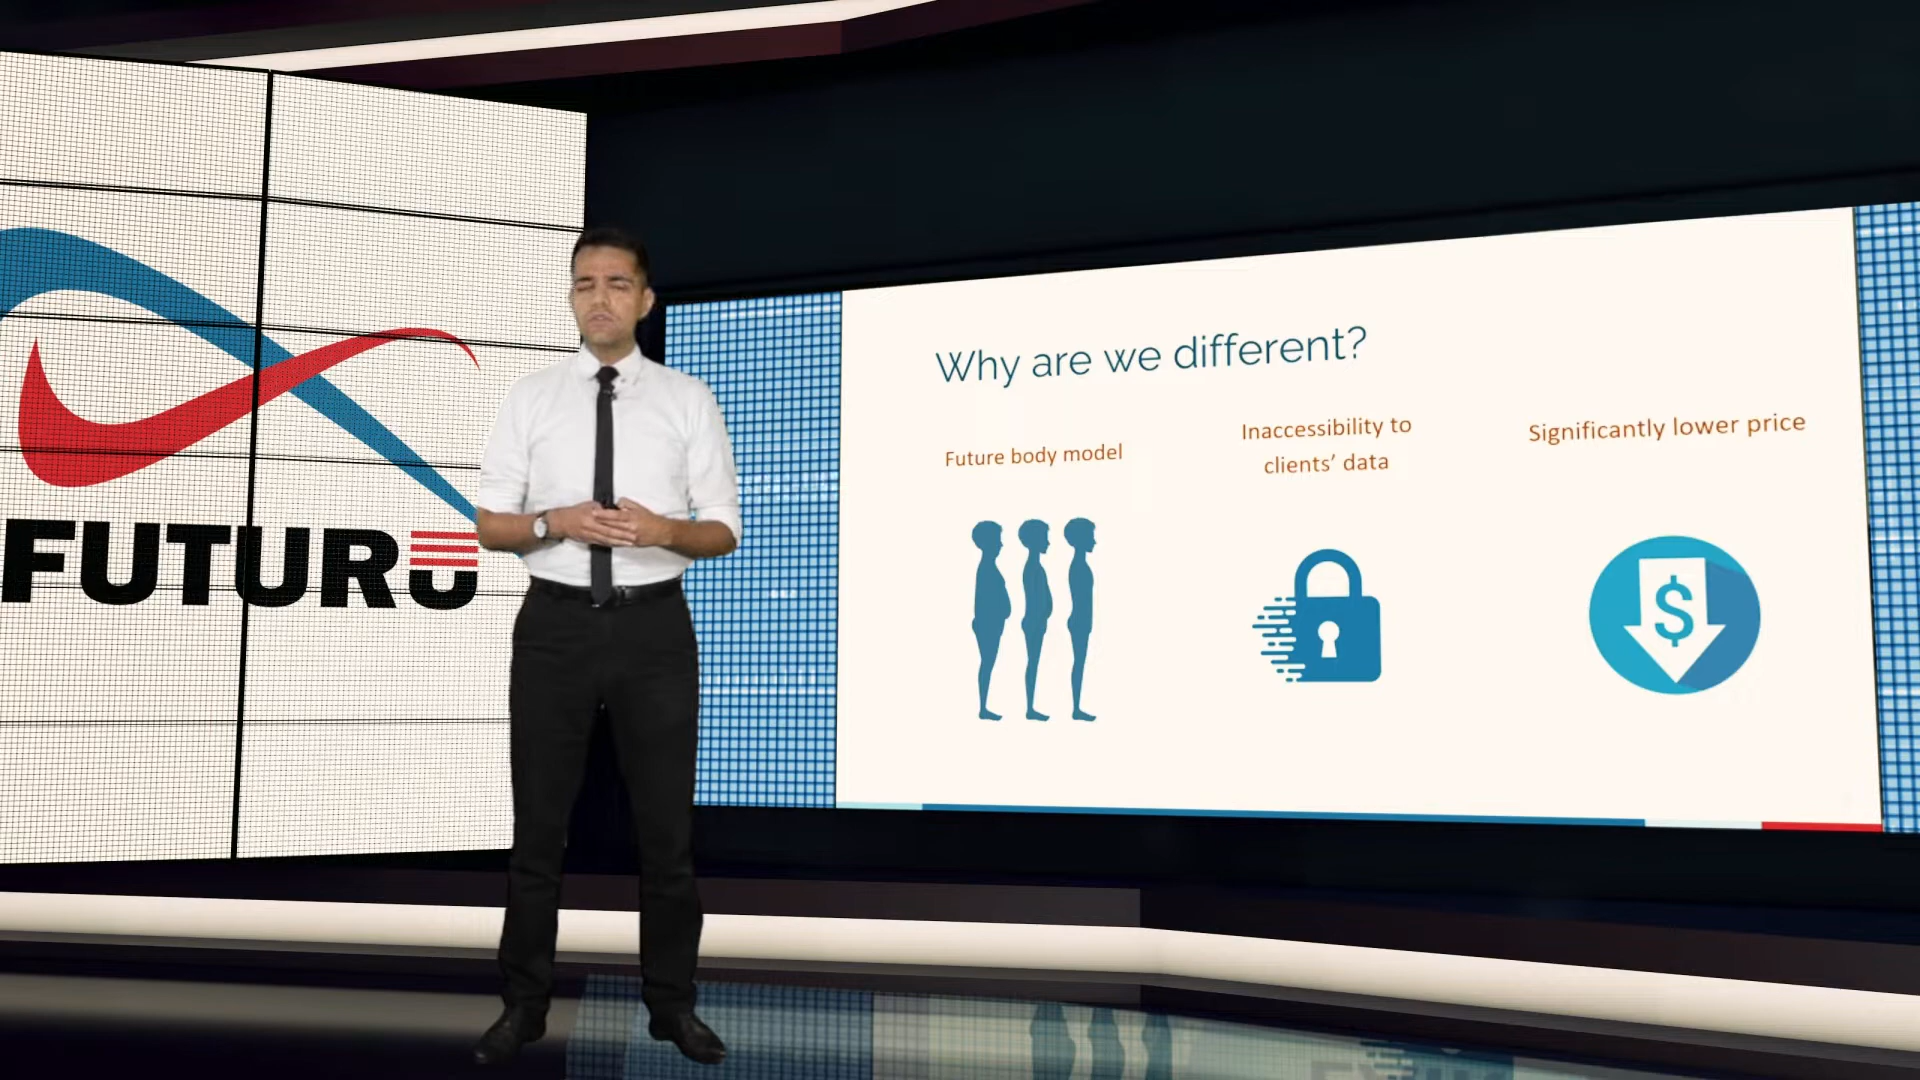 FUTURU
Why are we different?
Future body model
Inaccessibility to
clients’ data
Significantly lower price
$